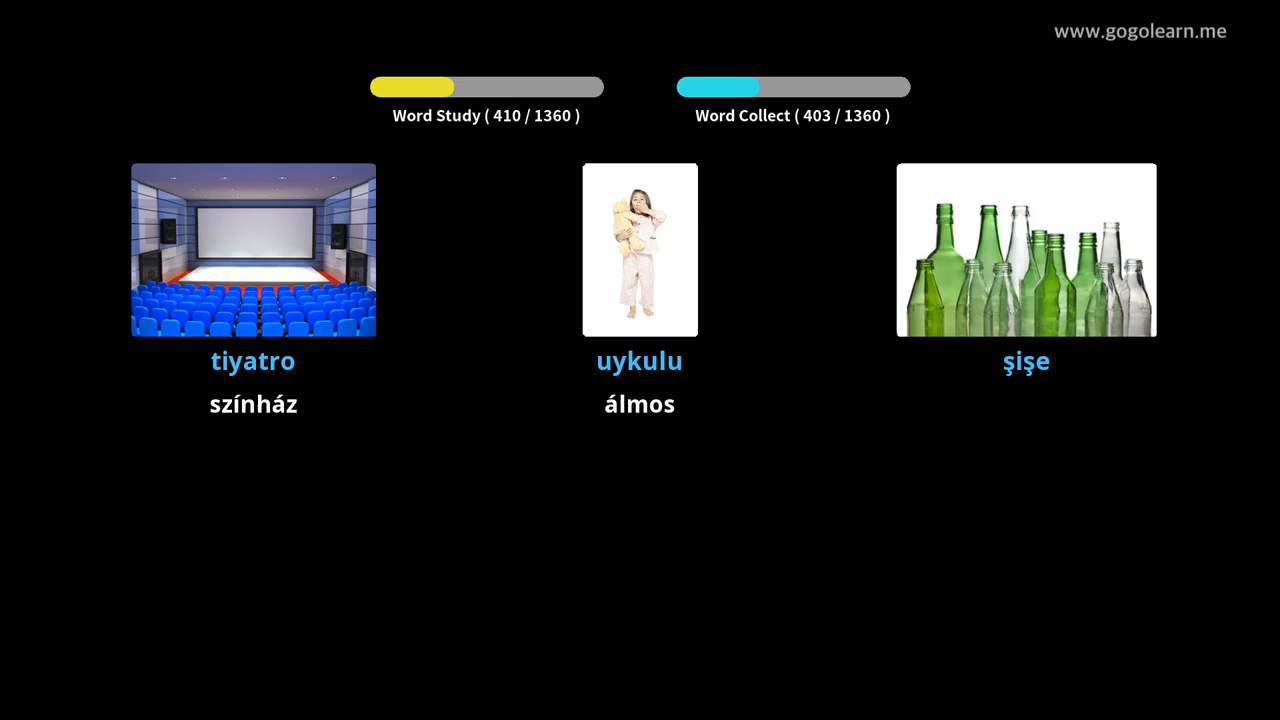 www.gogolearn.me
Word Study ( 410 / 1360 )
Word Collect ( 403 / 1360 )
tiyatro
uykulu
şişe
színház
álmos